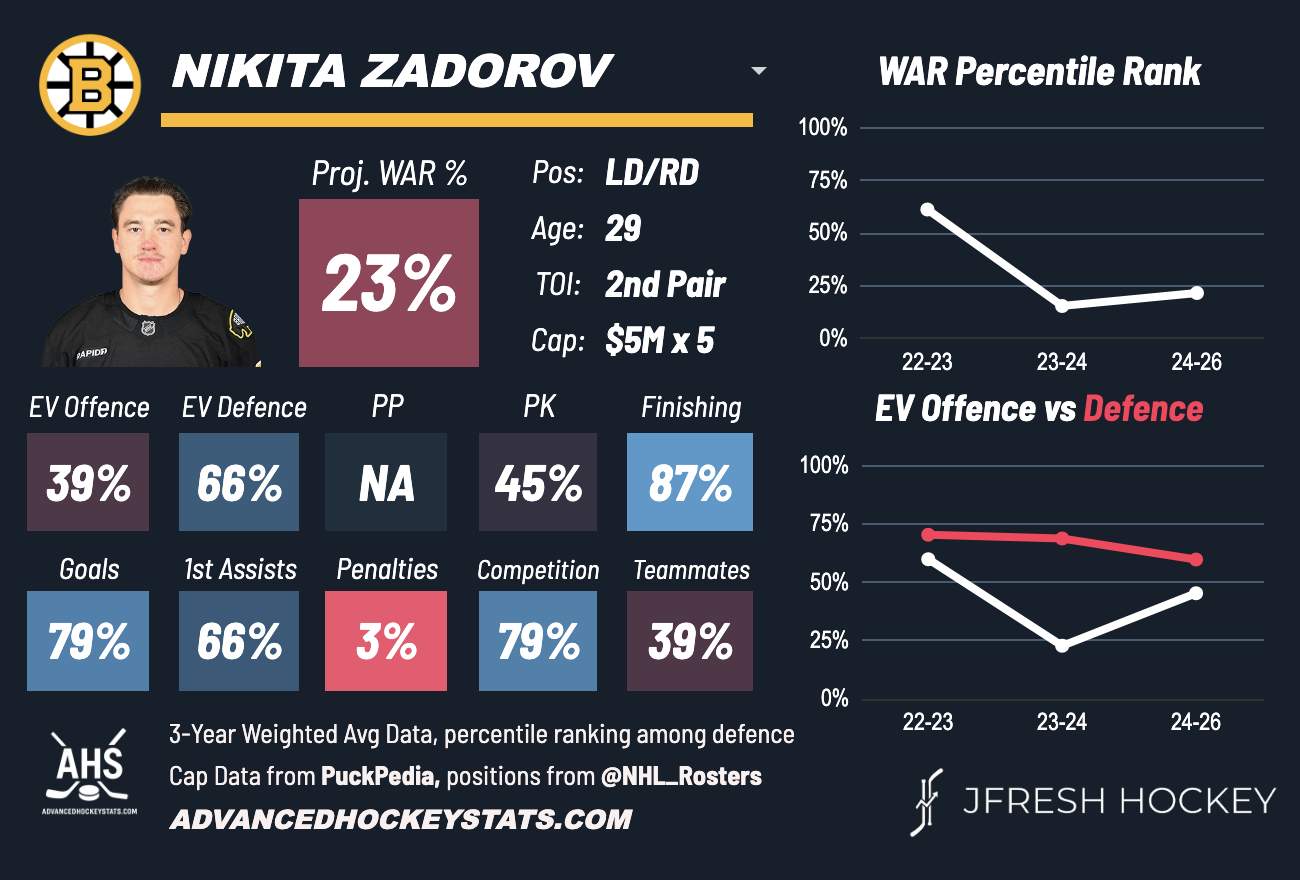 B
NIKITA ZADOROV
Proj. WAR %
23%
Pos: LD/RD
Age: 29
TOI: 2nd Pair
Cap: $5M x 5
RAPID7
EV Offence EV Defence PP PK Finishing
39% 66% NA 45% 87%
Goals 1st Assists Penalties Competition Teammates
79% 66% 3% 79% 39%
WAR Percentile Rank
100%
75%
50%
25%
0%
22-23 23-24 24-26
EV Offence vs Defence
100%
75%
50%
25%
0%
22-23 23-24 24-26
AHS
ADVANCEDHOCKEYSTATS.COM
3-Year Weighted Avg Data, percentile ranking among defence
Cap Data from PuckPedia, positions from @NHL_Rosters
ADVANCEDHOCKEYSTATS.COM
JFRESH HOCKEY